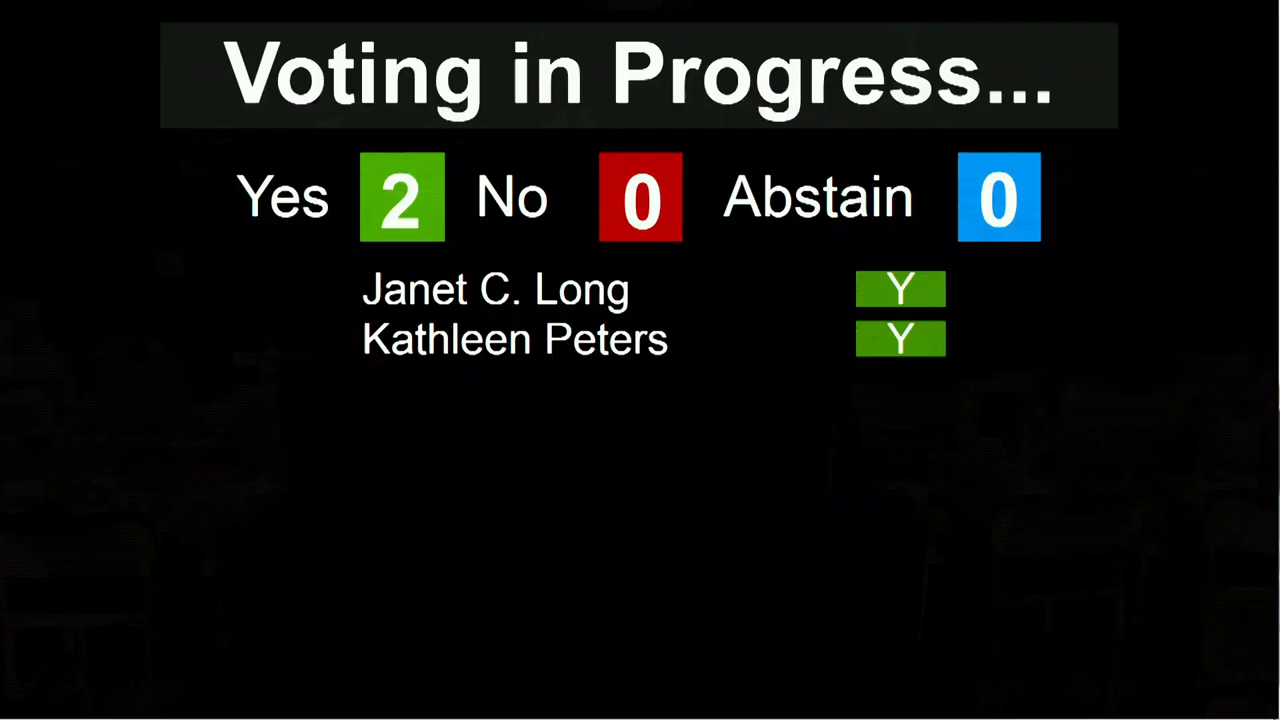 Voting in Progress...
Yes 2 No 0 Abstain 0
Janet C. Long Y
Kathleen Peters Y